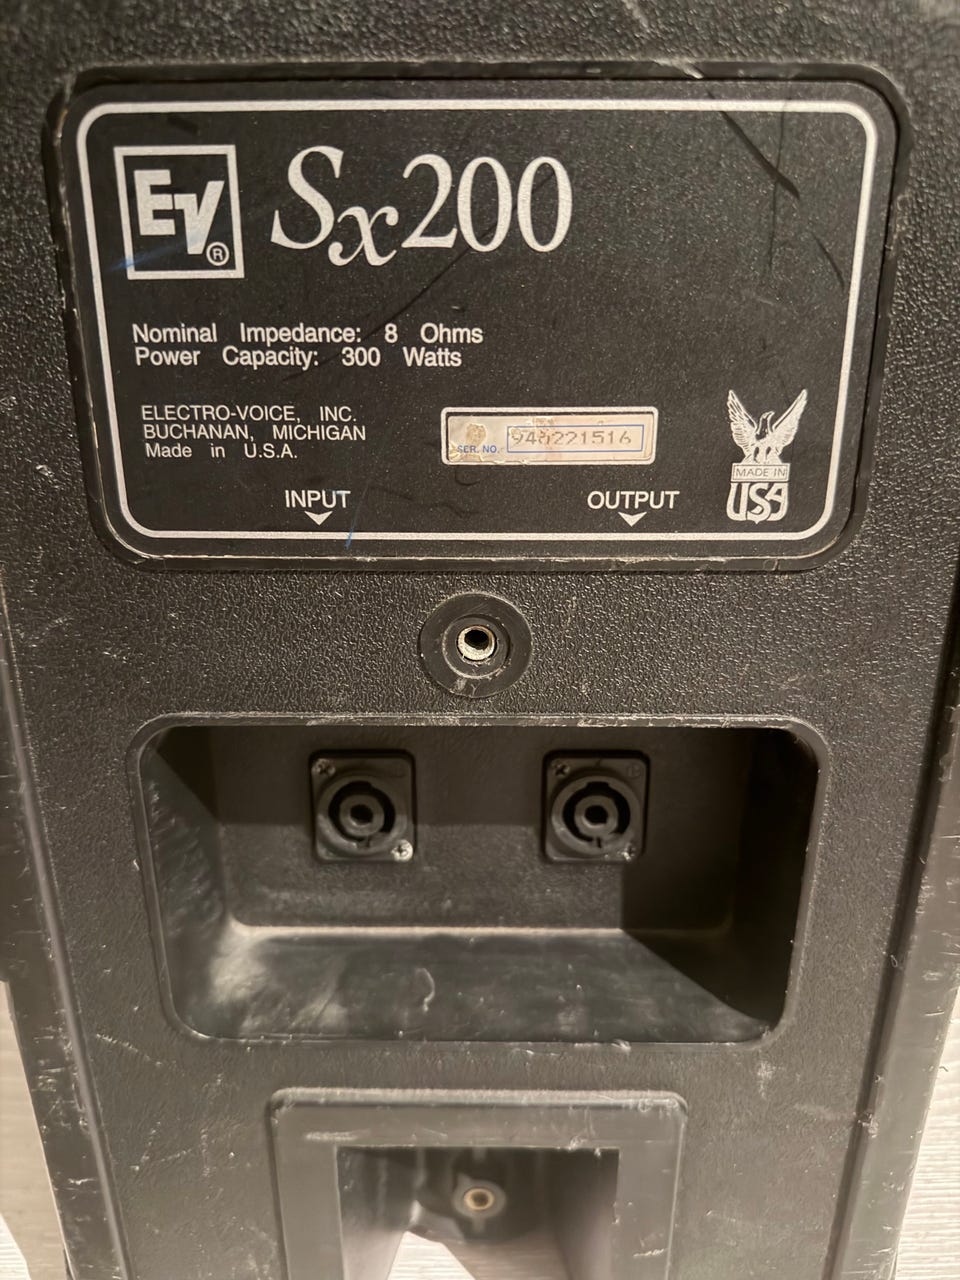 EV®
Sx200
Nominal Impedance: 8 Ohms
Power Capacity: 300 Watts
ELECTRO-VOICE, INC.
BUCHANAN, MICHIGAN
Made in U.S.A.
SER. NO.
INPUT
OUTPUT
MADE IN
USA